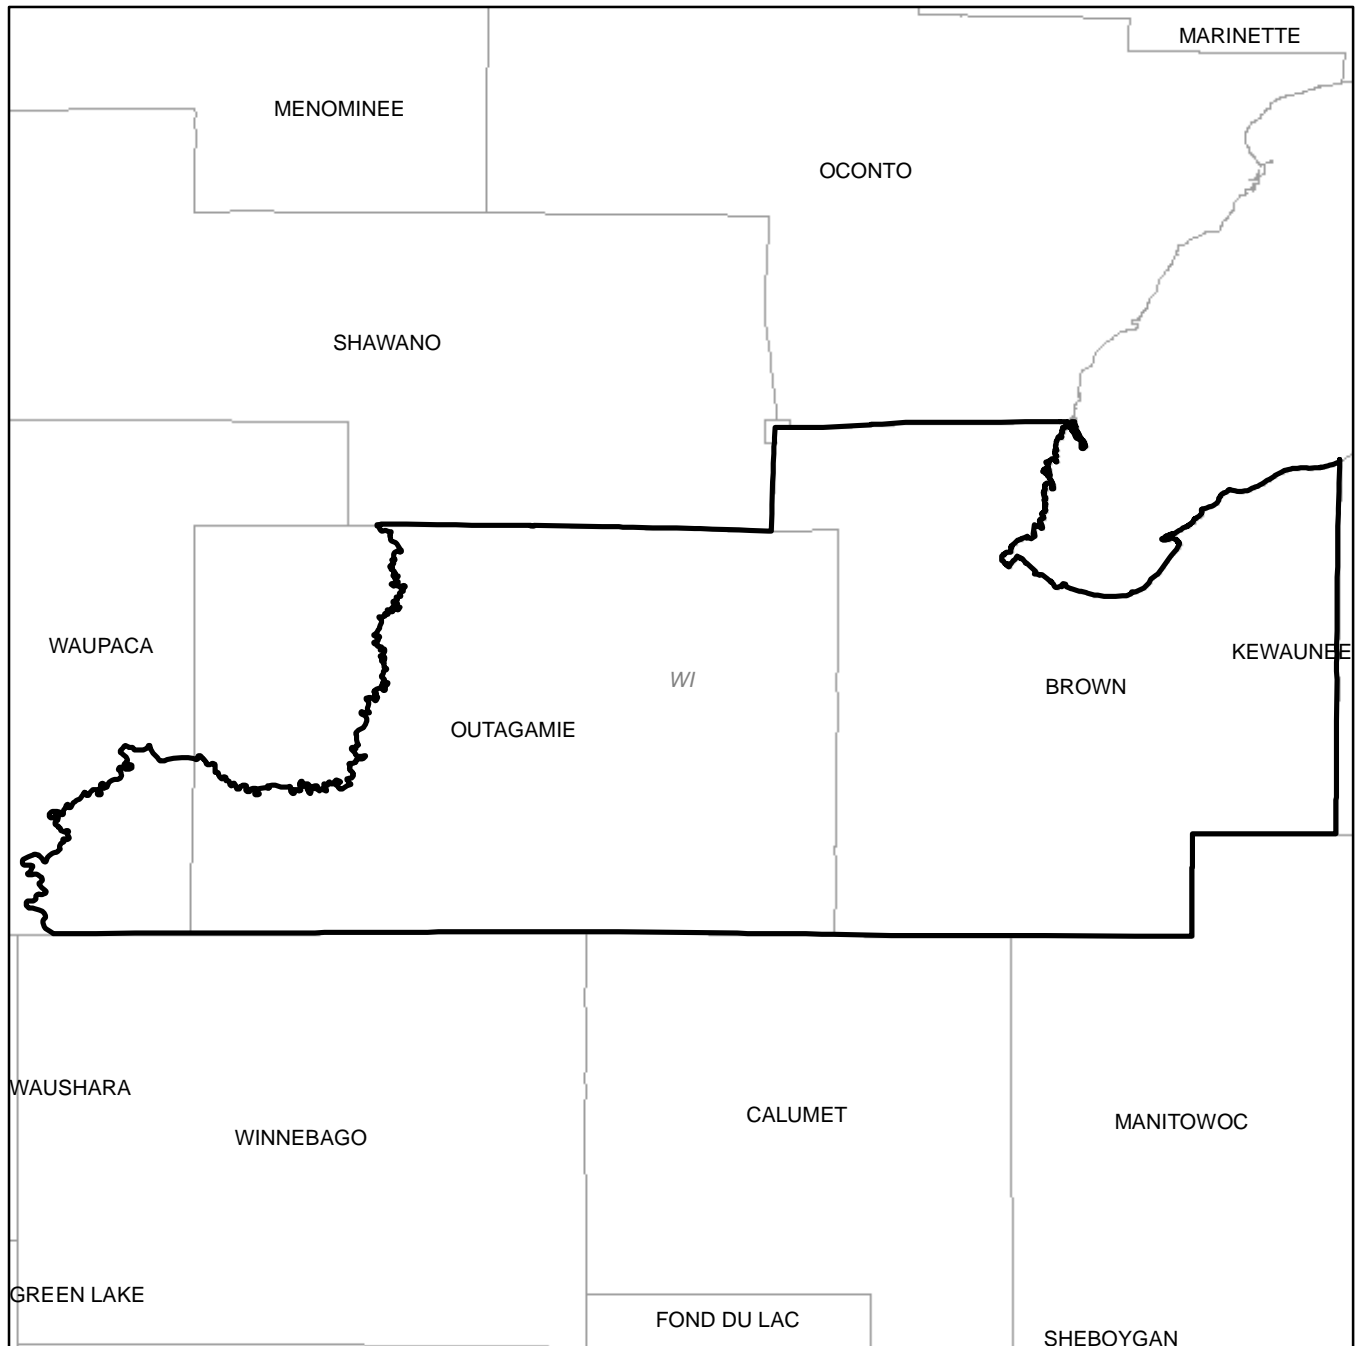 MARINETTE
MENOMINEE
OCONTO
SHAWANO
WAUPACA
KEWAUNEE
WI
BROWN
OUTAGAMIE
WAUSHARA
CALUMET
MANITOWOC
WINNEBAGO
GREEN LAKE
FOND DU LAC
SHEBOYGAN